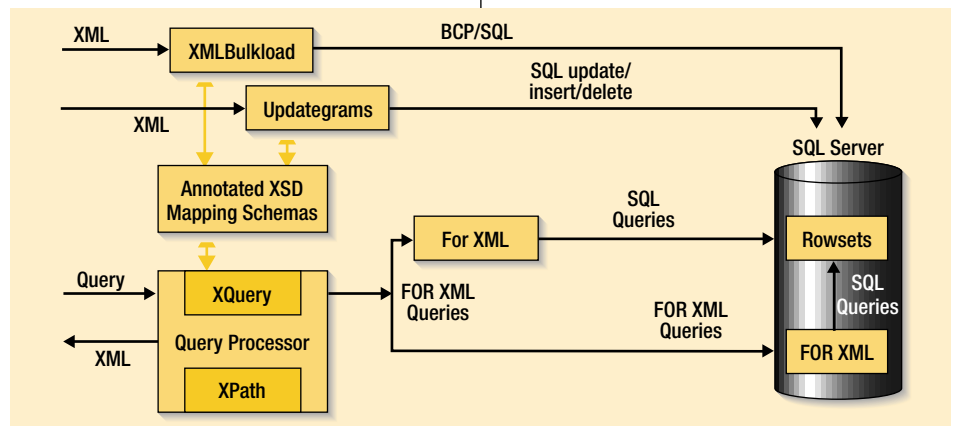 XML
XMLBulkload
BCP/SQL
XML
Updategrams
SQL update/
insert/delete
SQL Server
Annotated XSD
Mapping Schemas
For XML
SQL
Queries
Rowsets
Query
XQuery
FOR XML
Queries
SQL
Queries
FOR XML
Queries
XML
Query Processor
FOR XML
XPath